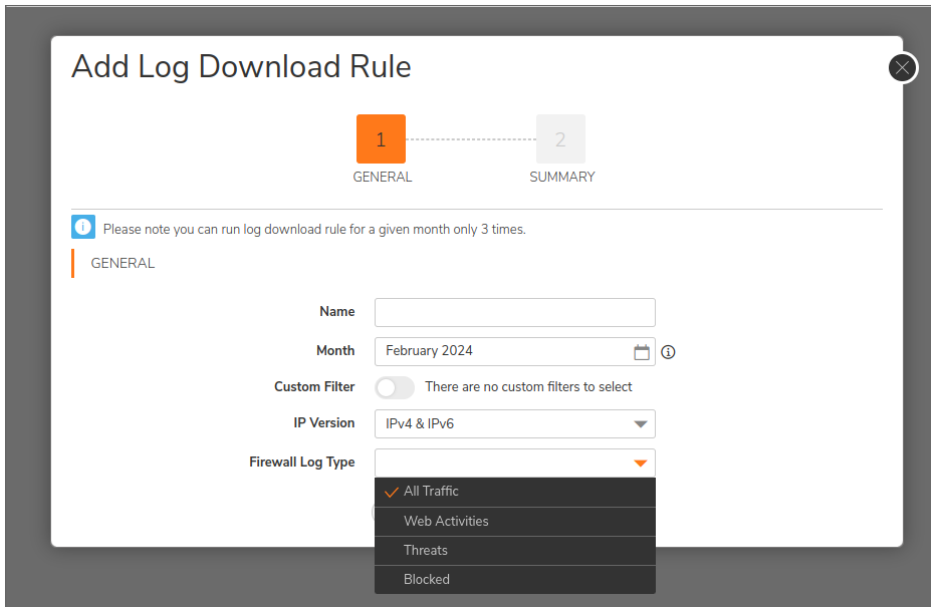 Add Log Download Rule
1
2
GENERAL
SUMMARY
Please note you can run log download rule for a given month only 3 times.
GENERAL
Name
Month
February 2024
Custom Filter
There are no custom filters to select
IP Version
IPv4 & IPv6
Firewall Log Type
All Traffic
Web Activities
Threats
Blocked